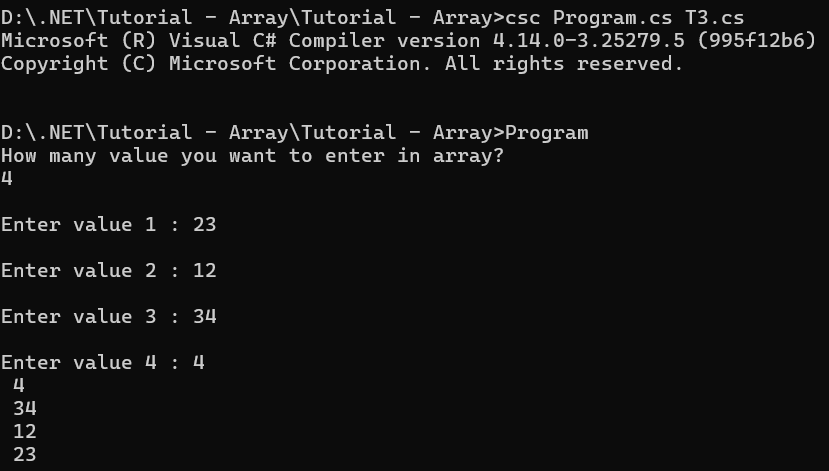 D:\.NET\Tutorial - Array\Tutorial - Array>csc Program.cs T3.cs
Microsoft (R) Visual C# Compiler version 4.14.0-3.25279.5 (995f12b6)
Copyright (C) Microsoft Corporation. All rights reserved.
D:\.NET\Tutorial - Array\Tutorial - Array>Program
How many value you want to enter in array?
4
Enter value 1 : 23
Enter value 2 : 12
Enter value 3 : 34
Enter value 4 : 4
4
34
12
23